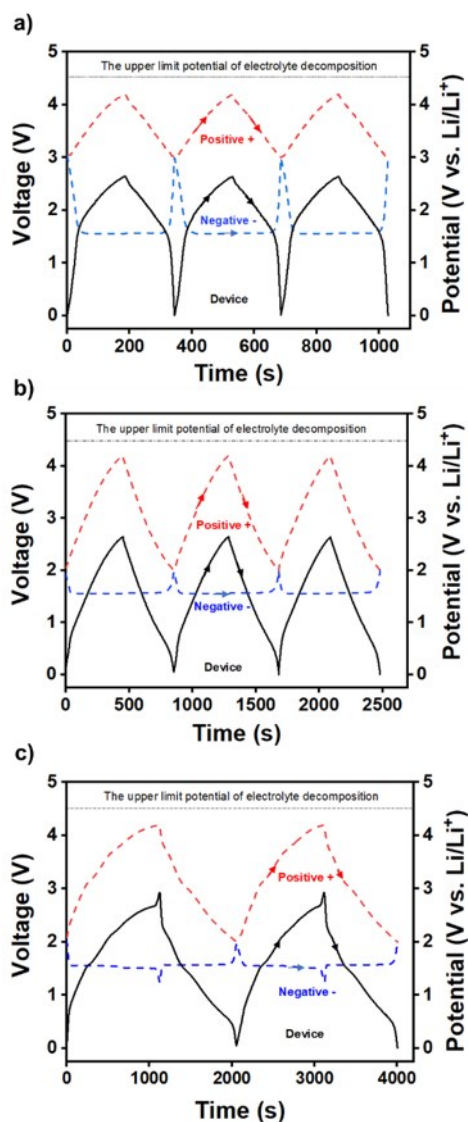 a)
The upper limit potential of electrolyte decomposition
Positive +
Negative -
Device
Voltage (V)
Potential (V vs. Li/Li⁺)
5
4
3
2
1
0
5
4
3
2
1
0
0 200 400 600 800 1000
Time (s)
b)
The upper limit potential of electrolyte decomposition
Positive +
Negative -
Device
Voltage (V)
Potential (V vs. Li/Li⁺)
5
4
3
2
1
0
5
4
3
2
1
0
0 500 1000 1500 2000 2500
Time (s)
c)
The upper limit potential of electrolyte decomposition
Positive +
Negative -
Device
Voltage (V)
Potential (V vs. Li/Li⁺)
5
4
3
2
1
0
5
4
3
2
1
0
0 1000 2000 3000 4000
Time (s)